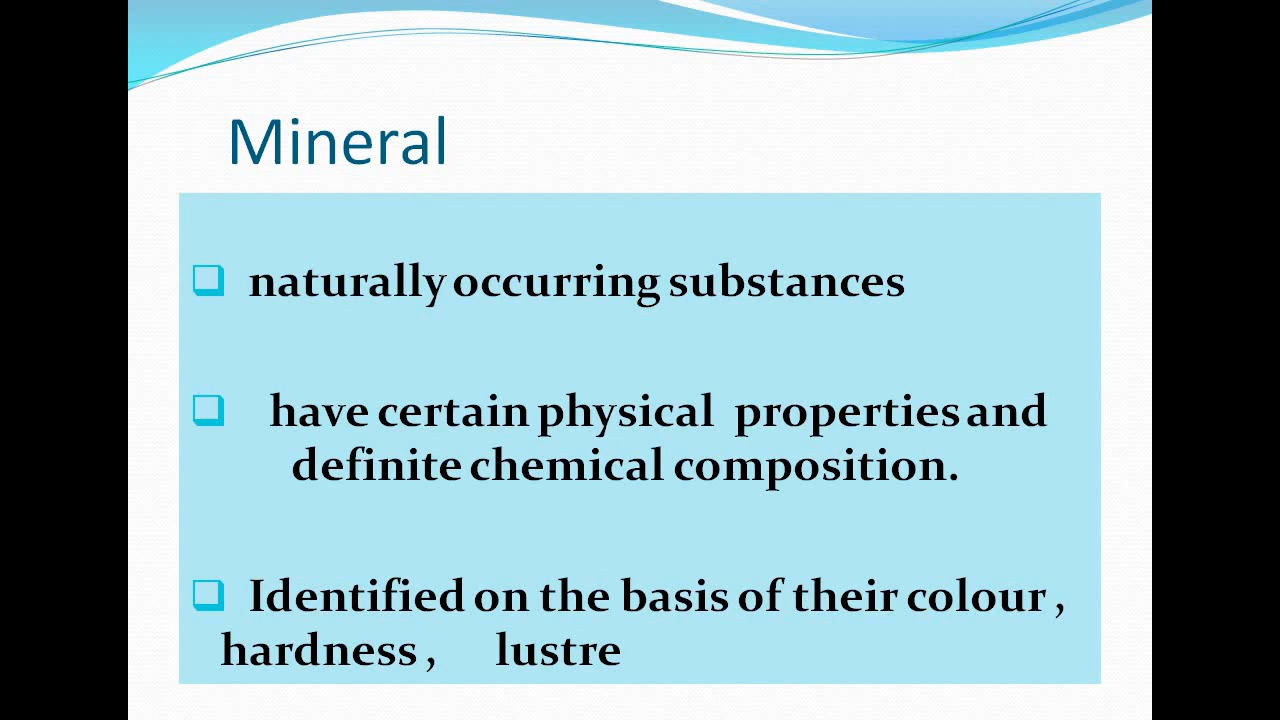 Mineral
naturally occurring substances
have certain physical properties and
definite chemical composition.
Identified on the basis of their colour ,
hardness , lustre